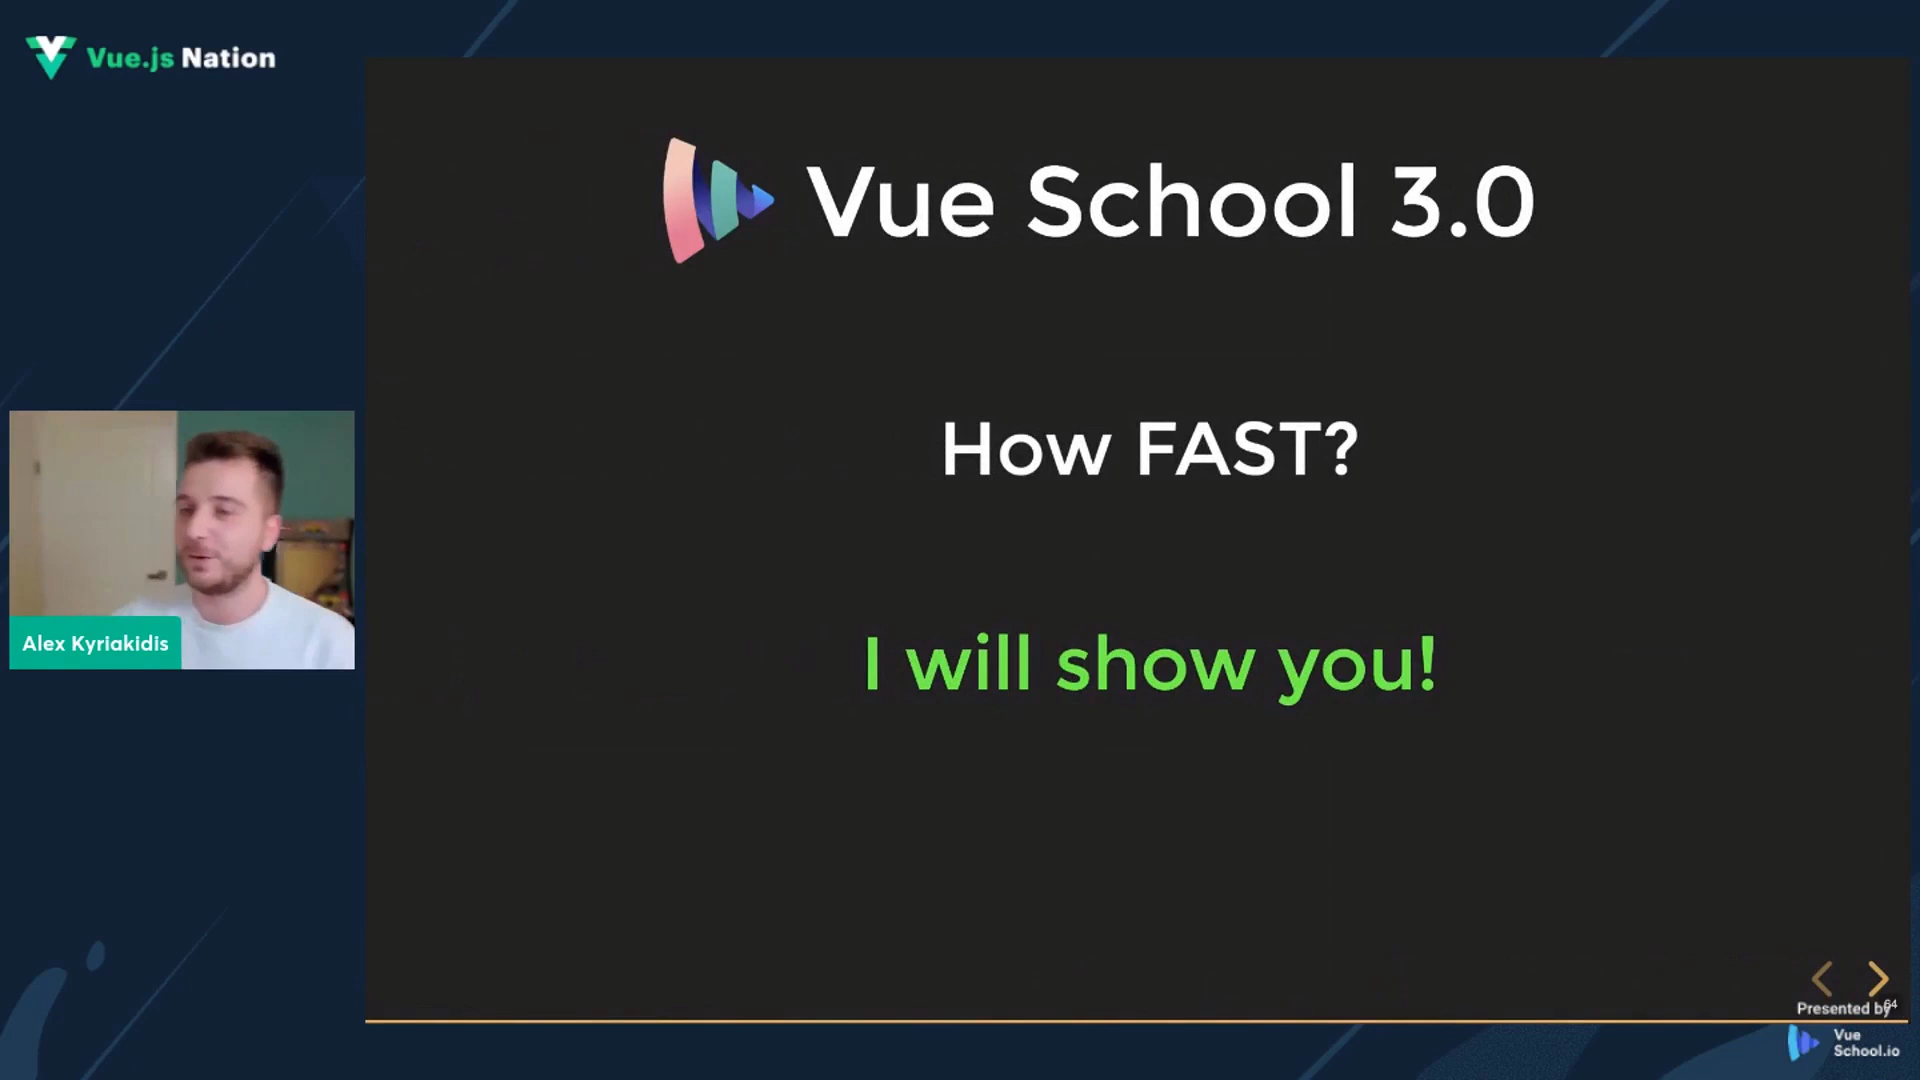 Vue.js Nation
Vue School 3.0
How FAST?
I will show you!
Alex Kyriakidis
64
Presented by
Vue
School.io